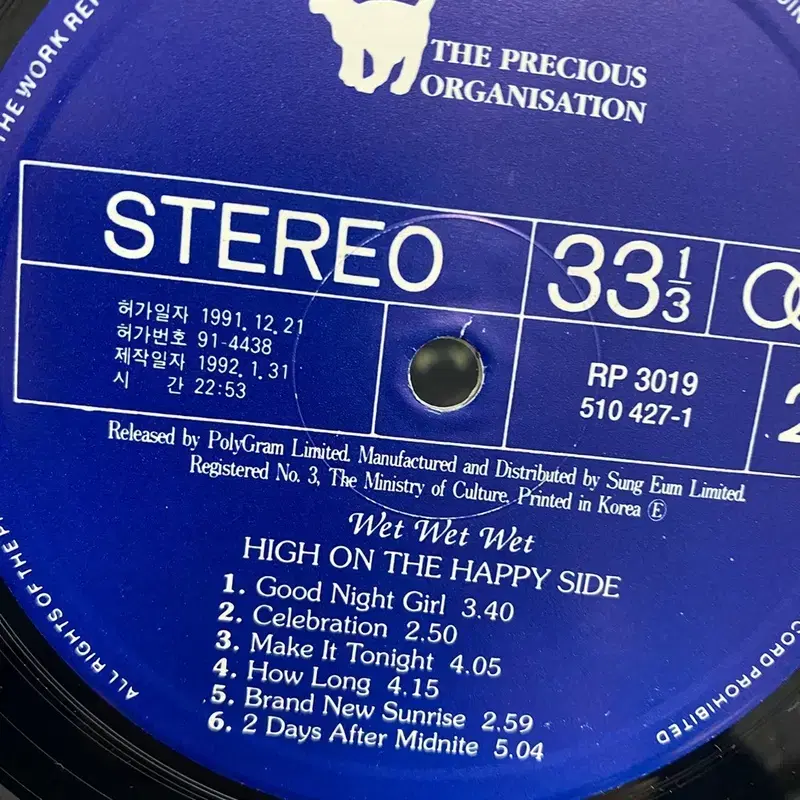 THE PRECIOUS
ORGANISATION
STEREO
33 1/3
허가일자 1991.12.21
허가번호 91-4438
제작일자 1992.1.31
시 간 22:53
RP 3019
510 427-1
2
Released by PolyGram Limited. Manufactured and Distributed by Sung Eum Limited.
Registered No. 3, The Ministry of Culture. Printed in Korea Ⓔ
Wet Wet Wet
HIGH ON THE HAPPY SIDE
1. Good Night Girl 3.40
2. Celebration 2.50
3. Make It Tonight 4.05
4. How Long 4.15
5. Brand New Sunrise 2.59
6. 2 Days After Midnite 5.04
ALL RIGHTS OF THE
THE WORK
PROHIBITED